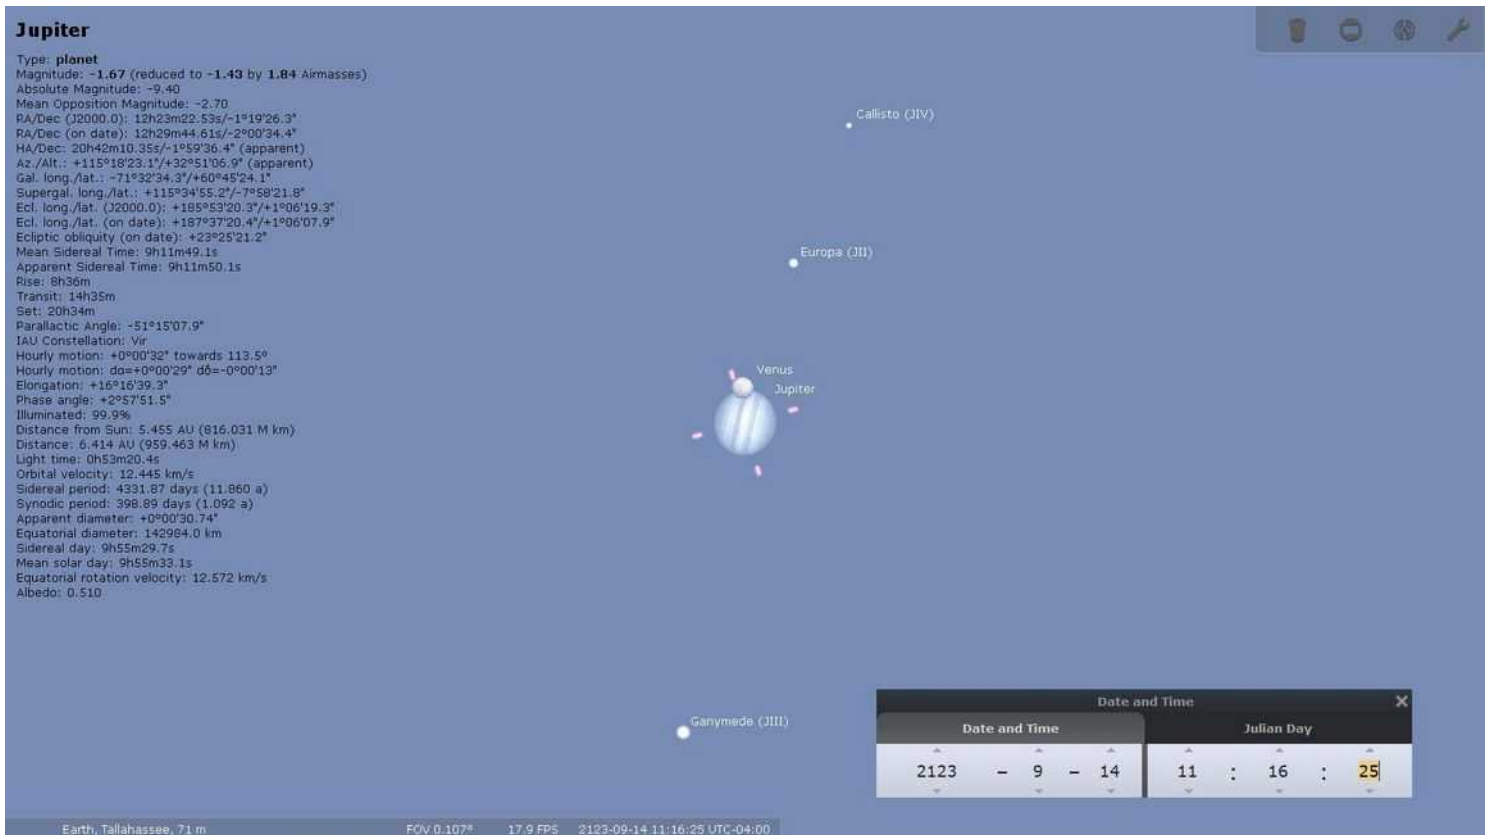 Jupiter
Type: planet
Magnitude: -1.67 (reduced to -1.43 by 1.84 Airmasses)
Absolute Magnitude: -9.40
Mean Opposition Magnitude: -2.70
RA/Dec (J2000.0): 12h23m22.53s/-1°19'26.3"
RA/Dec (on date): 12h29m44.61s/-2°00'34.4"
HA/Dec: 20h42m10.35s/-1°59'36.4" (apparent)
Az./Alt.: +115°18'23.1"/+32°51'06.9" (apparent)
Gal. long./lat.: -71°32'34.3"/+60°45'24.1"
Supergal. long./lat.: +115°34'55.2"/-7°58'21.8"
Ecl. long./lat. (J2000.0): +185°53'20.3"/+1°06'19.3"
Ecl. long./lat. (on date): +187°37'20.4"/+1°06'07.9"
Ecliptic obliquity (on date): +23°25'21.2"
Mean Sidereal Time: 9h11m49.1s
Apparent Sidereal Time: 9h11m50.1s
Rise: 8h36m
Transit: 14h35m
Set: 20h34m
Parallactic Angle: -51°15'07.9"
IAU Constellation: Vir
Hourly motion: +0°00'32" towards 113.5°
Hourly motion: dα=+0°00'29" dδ=-0°00'13"
Elongation: +16°16'39.3"
Phase angle: +2°57'51.5"
Illuminated: 99.9%
Distance from Sun: 5.455 AU (816.031 M km)
Distance: 6.414 AU (959.463 M km)
Light time: 0h53m20.4s
Orbital velocity: 12.445 km/s
Sidereal period: 4331.87 days (11.860 a)
Synodic period: 398.89 days (1.092 a)
Apparent diameter: +0°00'30.74"
Equatorial diameter: 142984.0 km
Sidereal day: 9h55m29.7s
Mean solar day: 9h55m33.1s
Equatorial rotation velocity: 12.572 km/s
Albedo: 0.510
Callisto (JIV)
Europa (JII)
Venus
Jupiter
Ganymede (JIII)
Date and Time
Date and Time Julian Day
2123 - 9 - 14 11 : 16 : 25
Earth, Tallahassee, 71 m FOV 0.107° 17.9 FPS 2123-09-14 11:16:25 UTC-04:00